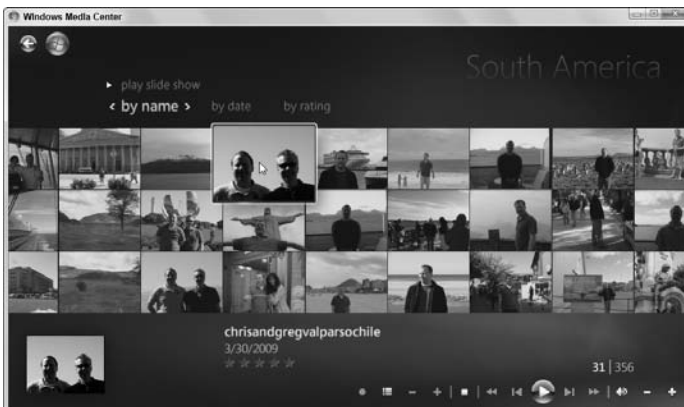 Windows Media Center
South America
play slide show
by name by date by rating
chrisandgregvalparsochile
3/30/2009
31 | 356